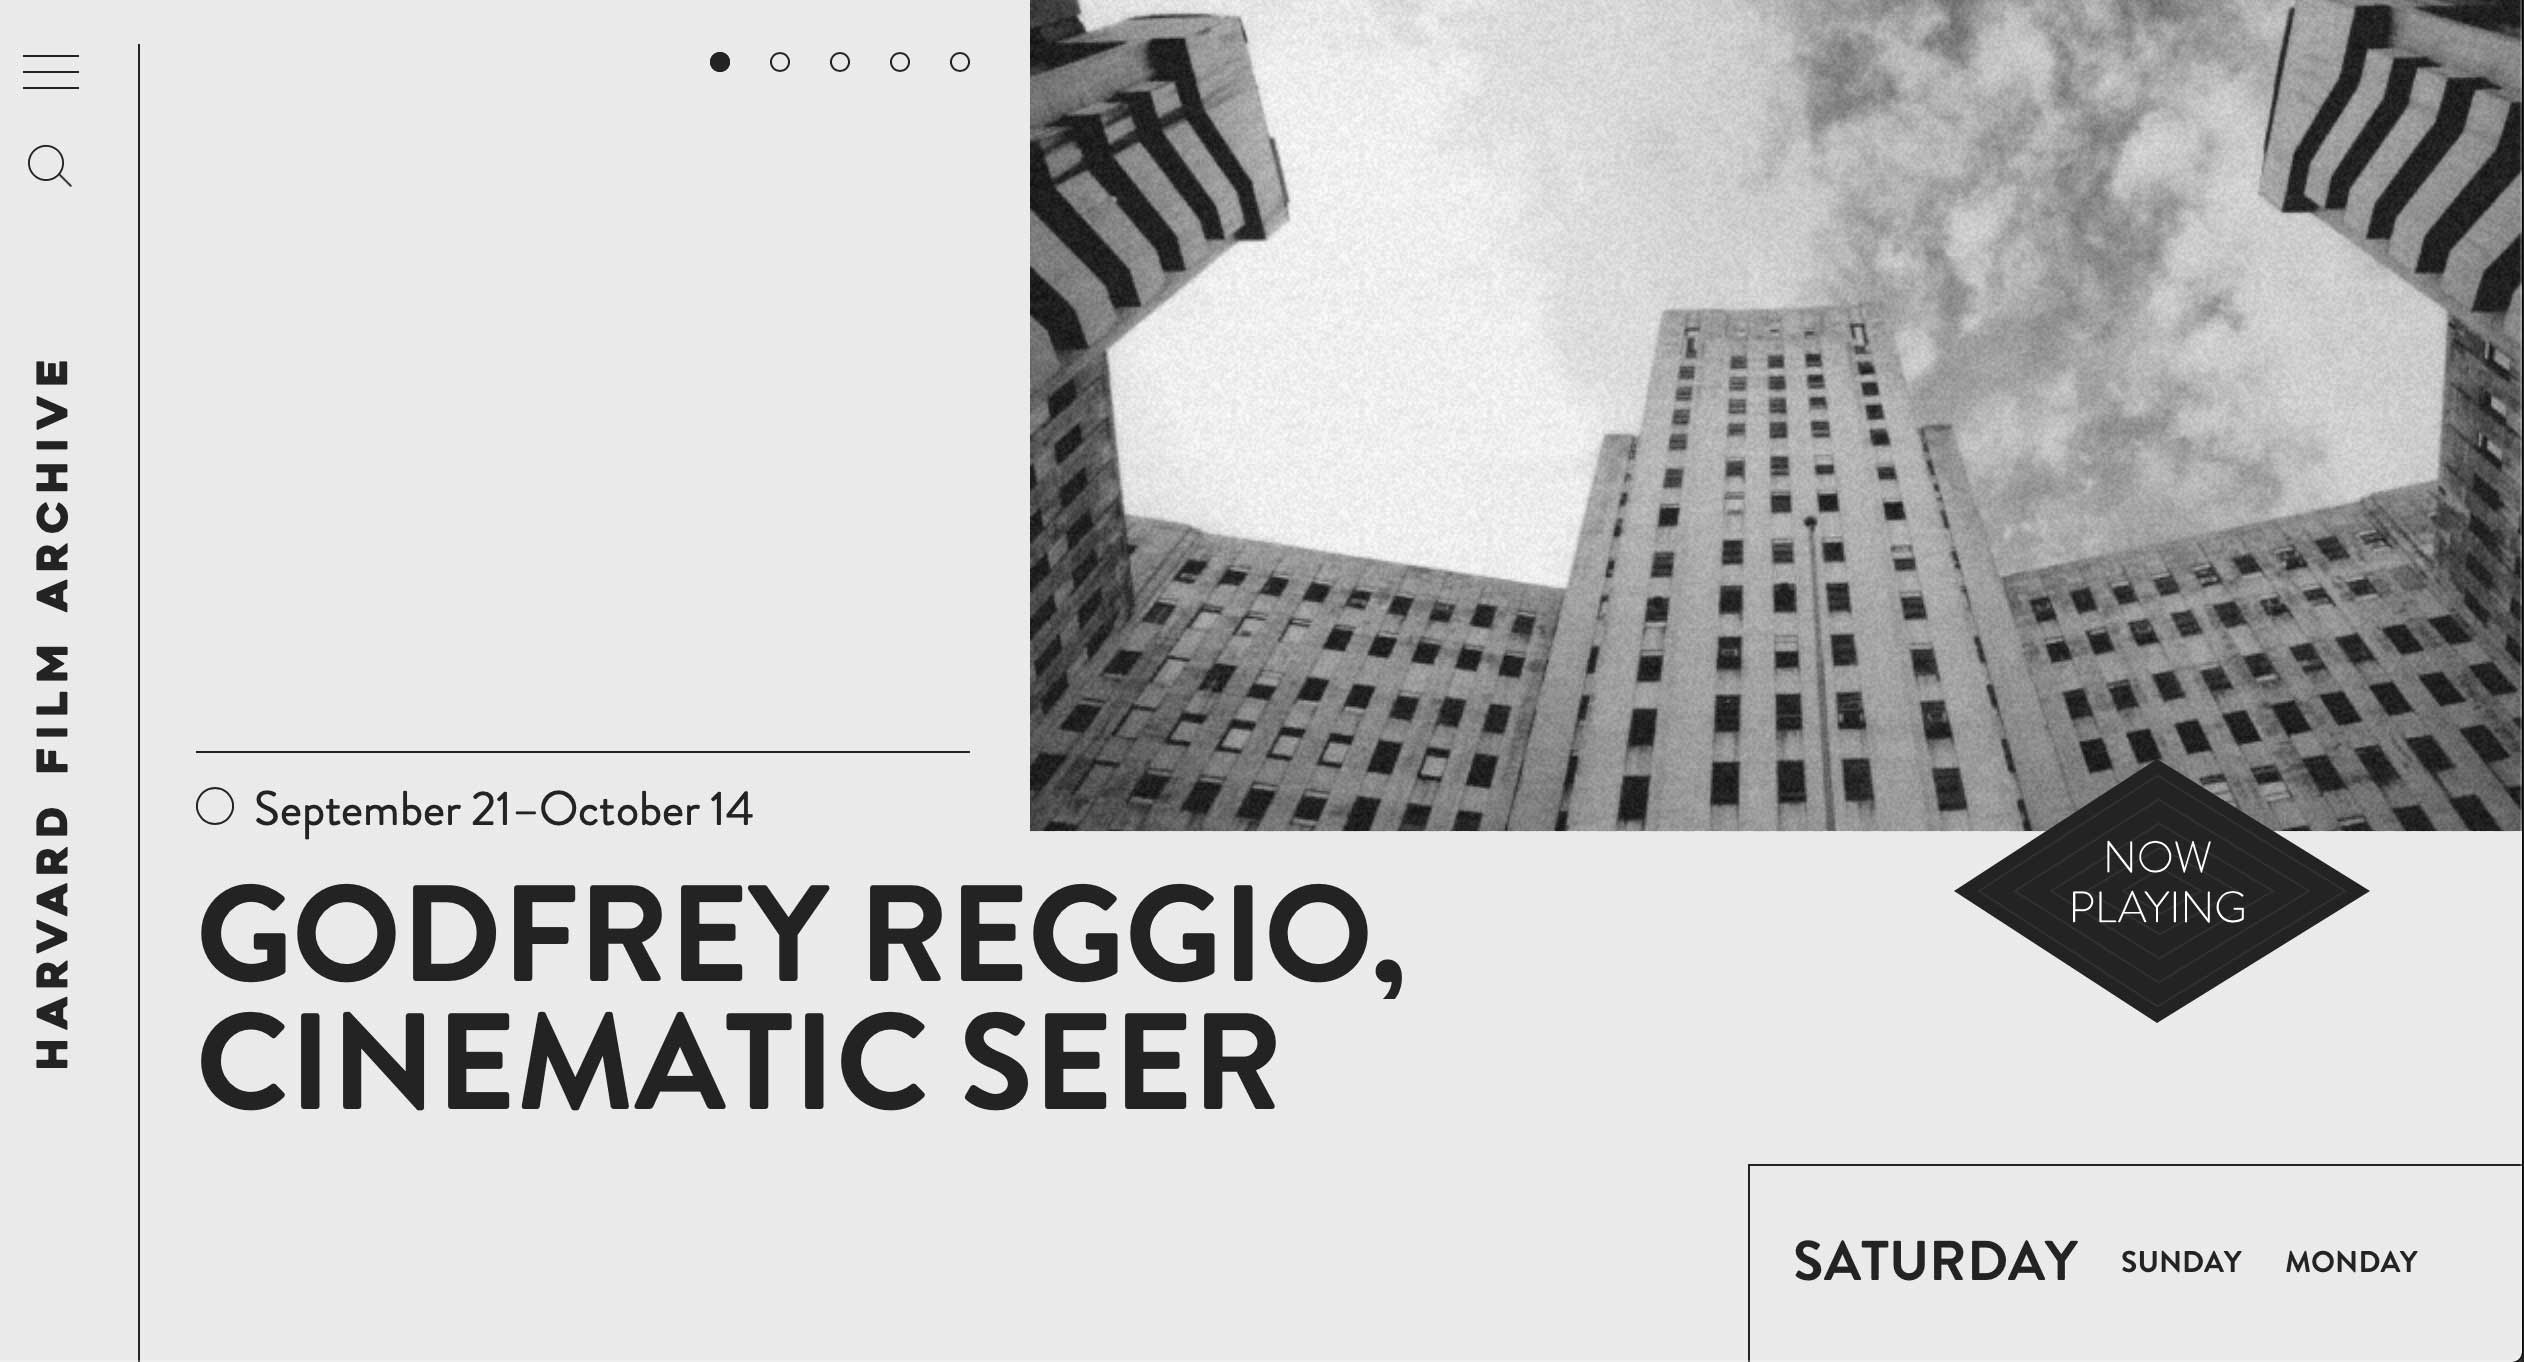 HARVARD FILM ARCHIVE
September 21–October 14
GODFREY REGGIO,
CINEMATIC SEER
NOW
PLAYING
SATURDAY SUNDAY MONDAY